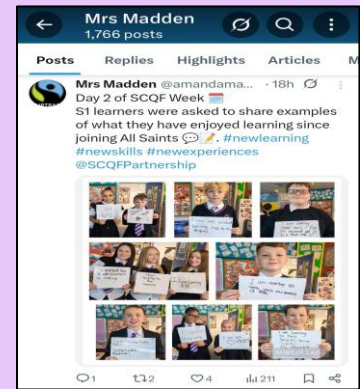 Mrs Madden
1,766 posts
Posts Replies Highlights Articles M
Mrs Madden @amandama... · 18h
Day 2 of SCQF Week 🗓️
S1 learners were asked to share examples
of what they have enjoyed learning since
joining All Saints 💬📝. #newlearning
#newskills #newexperiences
@SCQFPartnership
1 2 4 211